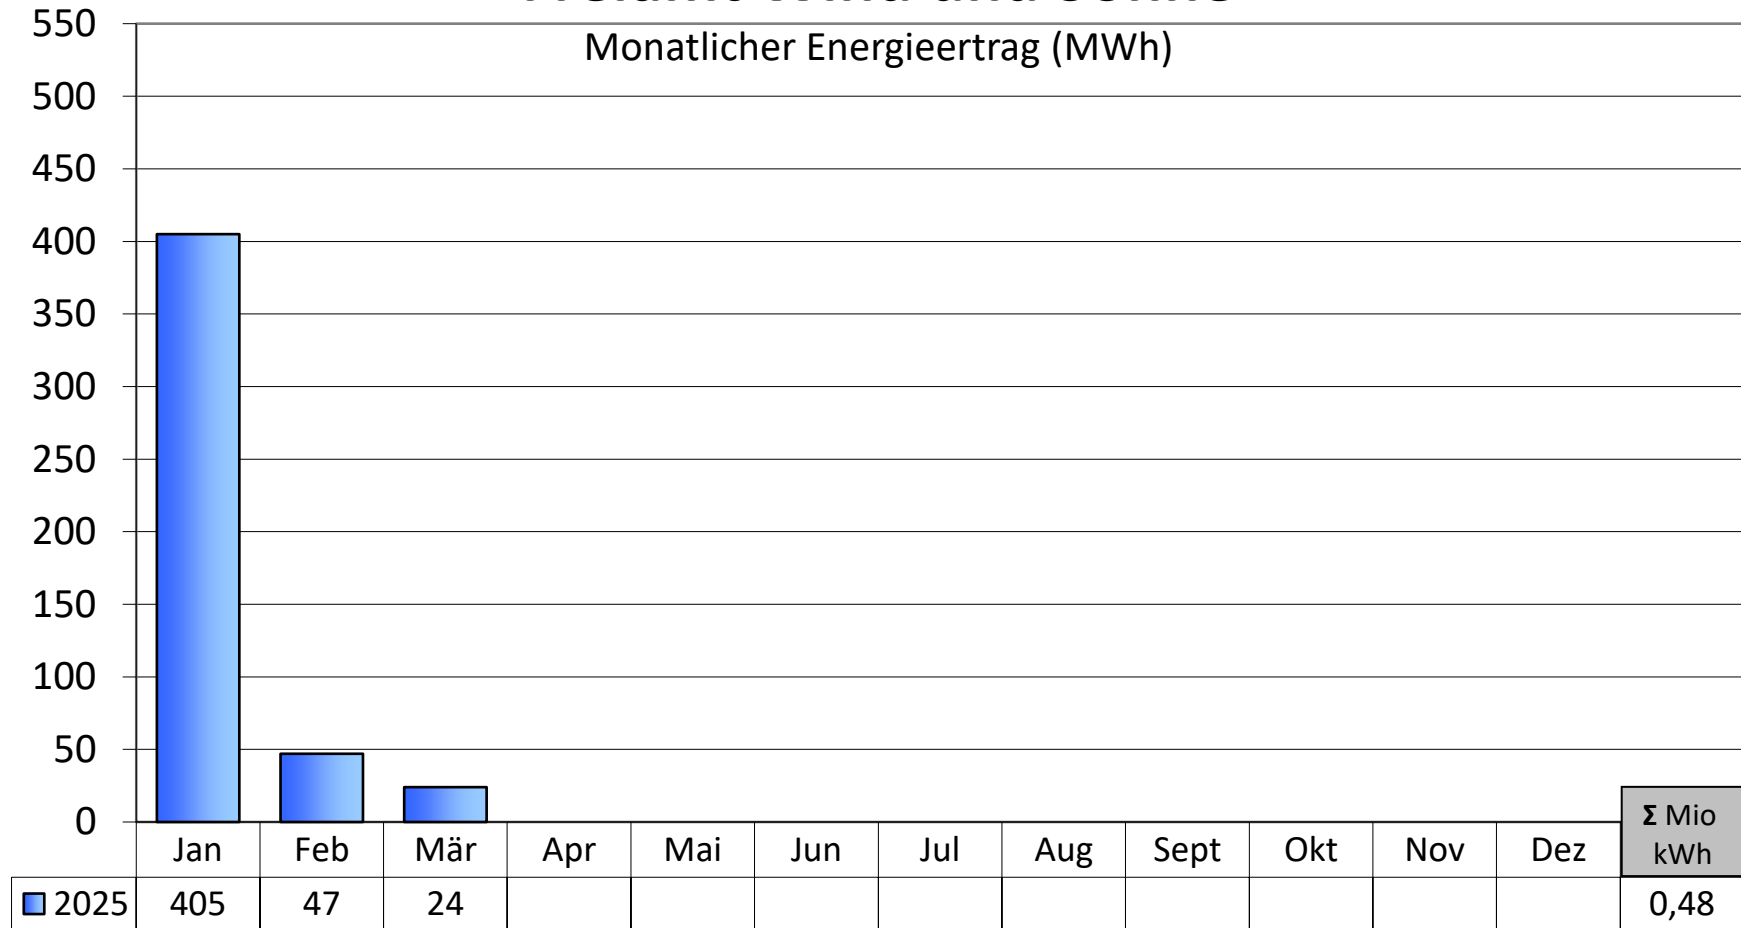 Monatlicher Energieertrag (MWh)
550
500
450
400
350
300
250
200
150
100
50
0
Jan Feb Mär Apr Mai Jun Jul Aug Sept Okt Nov Dez
Σ Mio
kWh
2025 405 47 24 0,48